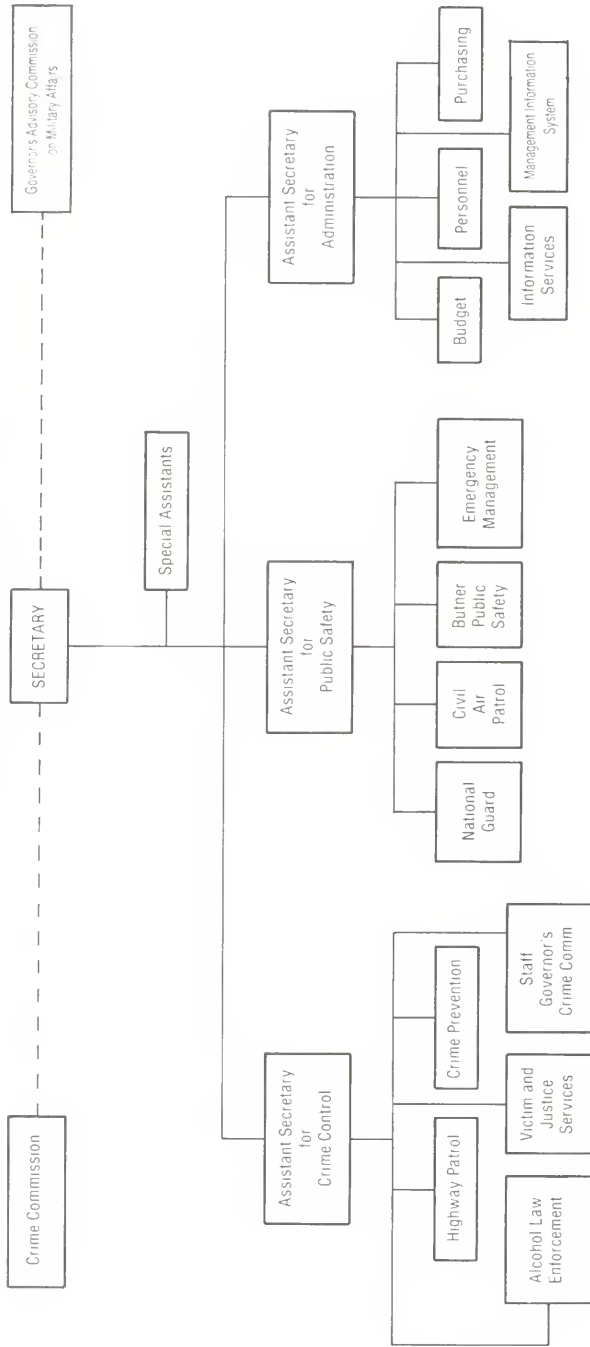 Crime Commission
SECRETARY
Governor's Advisory Commission
on Military Affairs
Special Assistants
Assistant Secretary
for
Crime Control
Assistant Secretary
for
Public Safety
Assistant Secretary
for
Administration
Highway Patrol
Crime Prevention
Alcohol Law
Enforcement
Victim and
Justice
Services
Staff
Governor's
Crime Comm
National
Guard
Civil
Air
Patrol
Butner
Public
Safety
Emergency
Management
Budget
Personnel
Purchasing
Information
Services
Management Information
System